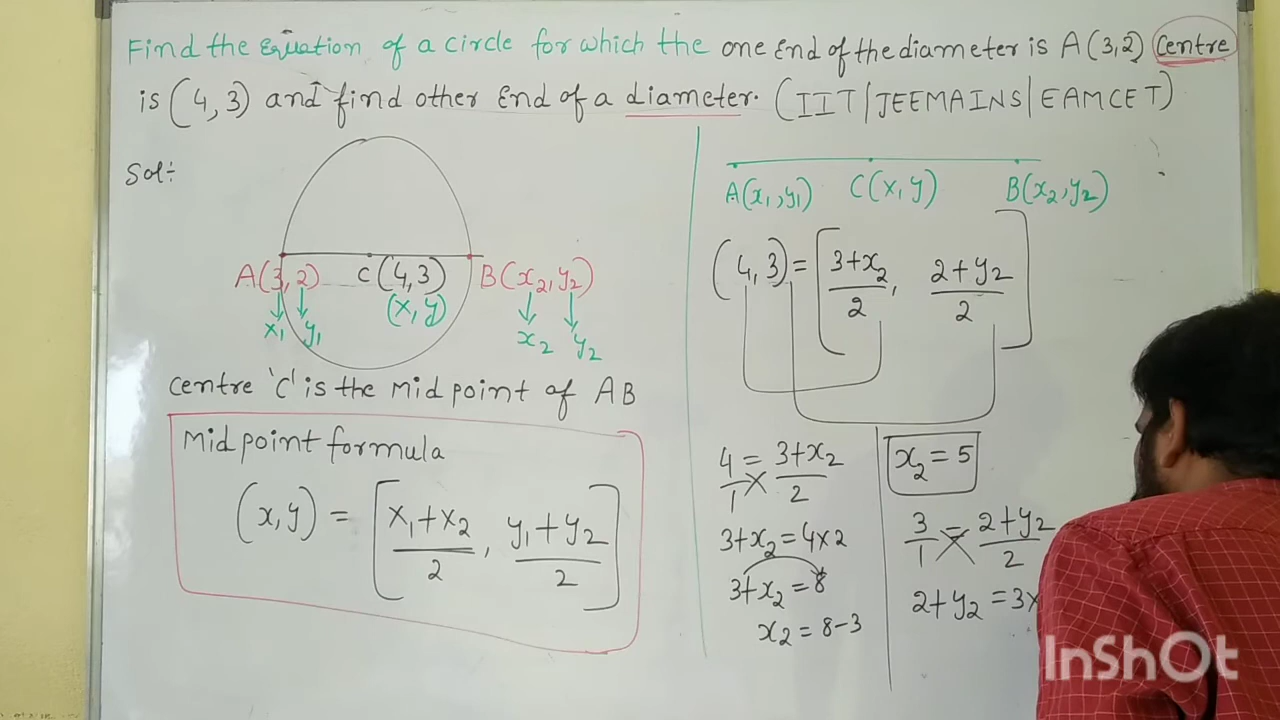 Find the Equation of a circle for which the one End of the diameter is A(3,2) Centre
is (4,3) and find other End of a diameter. (IIT/JEEMAINS/EAMCET)
Sol:
A(3,2) C(4,3) B(x₂,y₂)
(x,y)
x₁ y₁ x₂ y₂
Centre 'C' is the Mid point of AB
Mid point formula
(x,y) = [x₁+x₂/2, y₁+y₂/2]
A(x₁,y₁) C(x,y) B(x₂,y₂)
(4,3) = [3+x₂/2, 2+y₂/2]
4/1 = 3+x₂/2
3+x₂ = 4×2
3+x₂ = 8
x₂ = 8-3
x₂ = 5
3/1 = 2+y₂/2
2+y₂ = 3×
InShOt